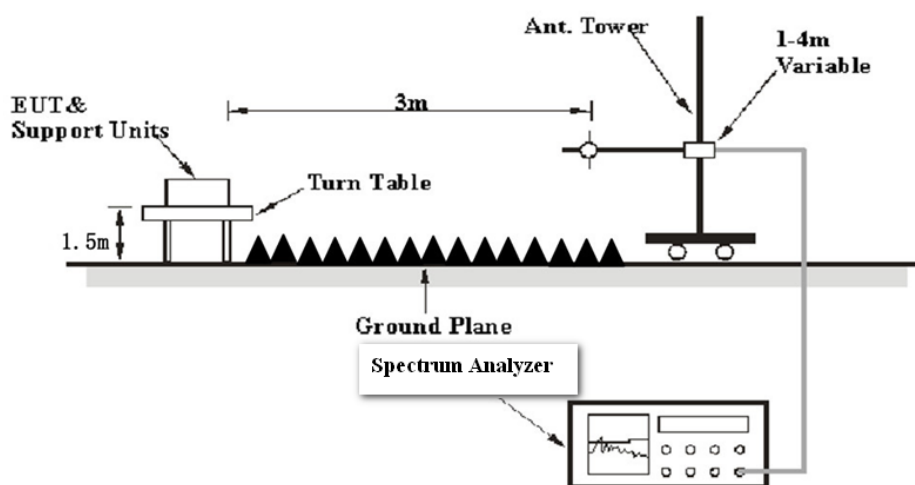 Ant. Tower
1-4m
Variable
3m
EUT&
Support Units
Turn Table
1.5m
Ground Plane
Spectrum Analyzer